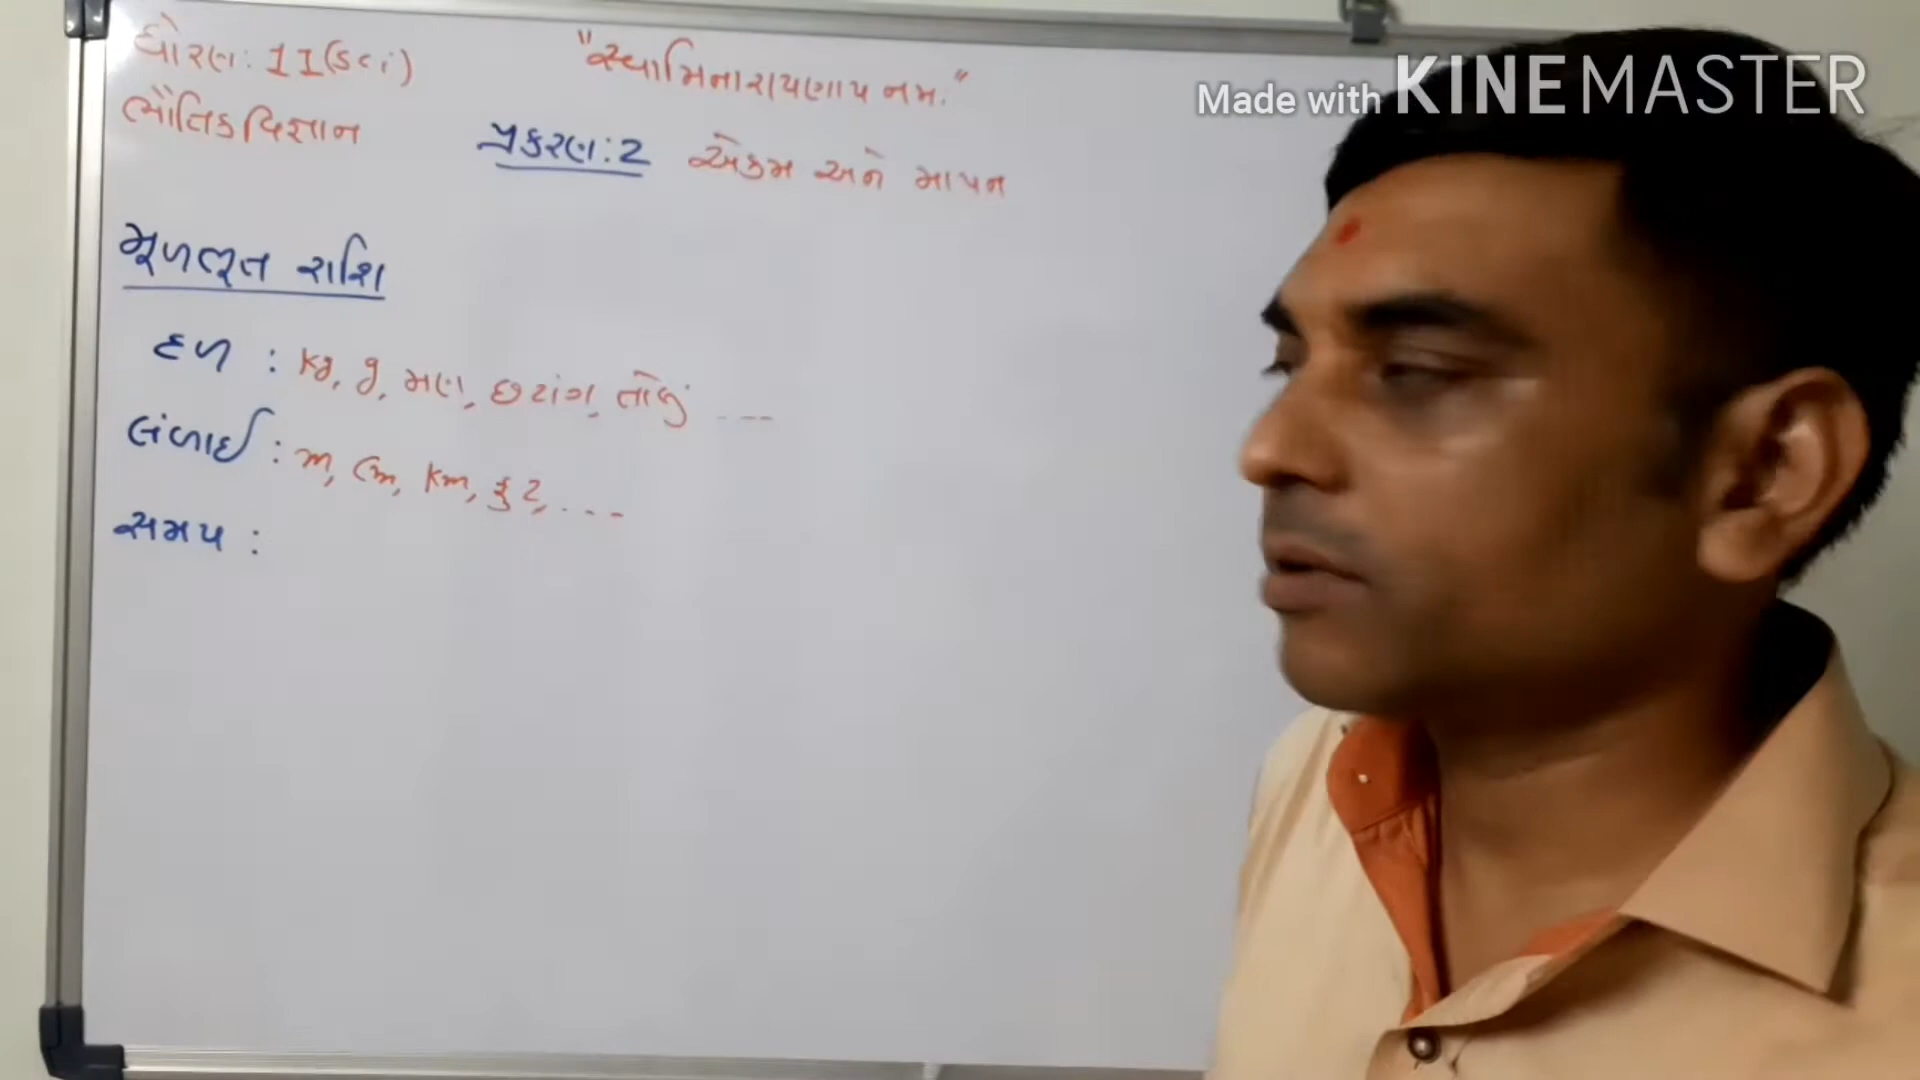 ધોરણ: 11(Sci)
"સ્વામિનારાયણાય નમ:"
Made with KINEMASTER
ભૌતિકવિજ્ઞાન
પ્રકરણ: 2 એકમ અને માપન
મૂળભૂત રાશિ
દળ : kg, g, મણ, છટાંગ, તોલું ----
લંબાઈ : m, cm, km, ફુટ, ...-
સમય :